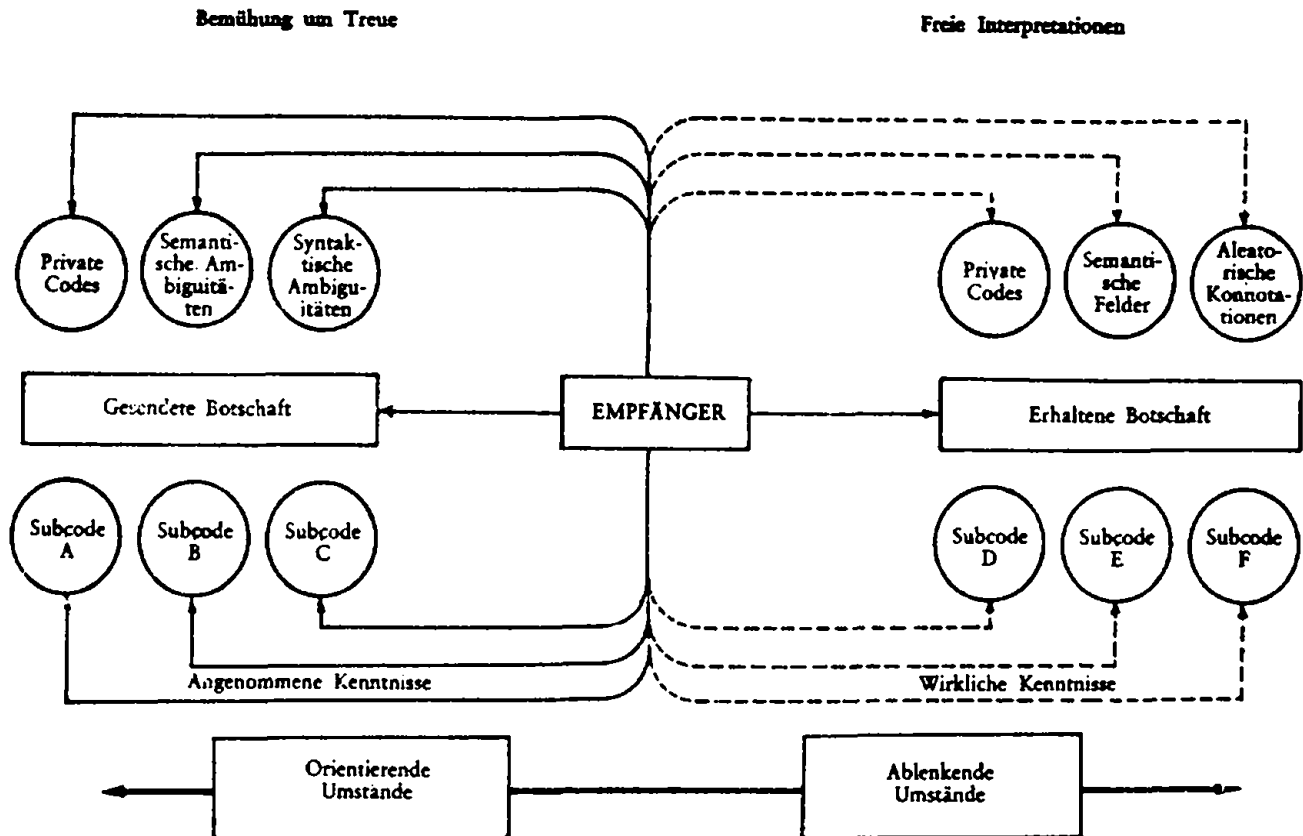 Bemühung um Treue
Freie Interpretationen
Private
Codes
Semanti-
sche Am-
biguitä-
ten
Syntak-
tische
Ambigu-
itäten
Private
Codes
Semanti-
sche
Felder
Aleato-
rische
Konnota-
tionen
Gesendete Botschaft
EMPFÄNGER
Erhaltene Botschaft
Subcode
A
Subcode
B
Subcode
C
Subcode
D
Subcode
E
Subcode
F
Angenommene Kenntnisse
Wirkliche Kenntnisse
Orientierende
Umstände
Ablenkende
Umstände